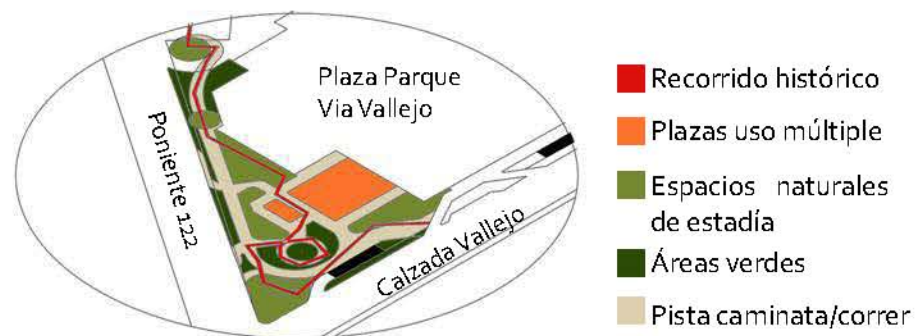 Plaza Parque
Via Vallejo
Poniente 122
Calzada Vallejo
Recorrido histórico
Plazas uso múltiple
Espacios naturales
de estadía
Áreas verdes
Pista caminata/correr